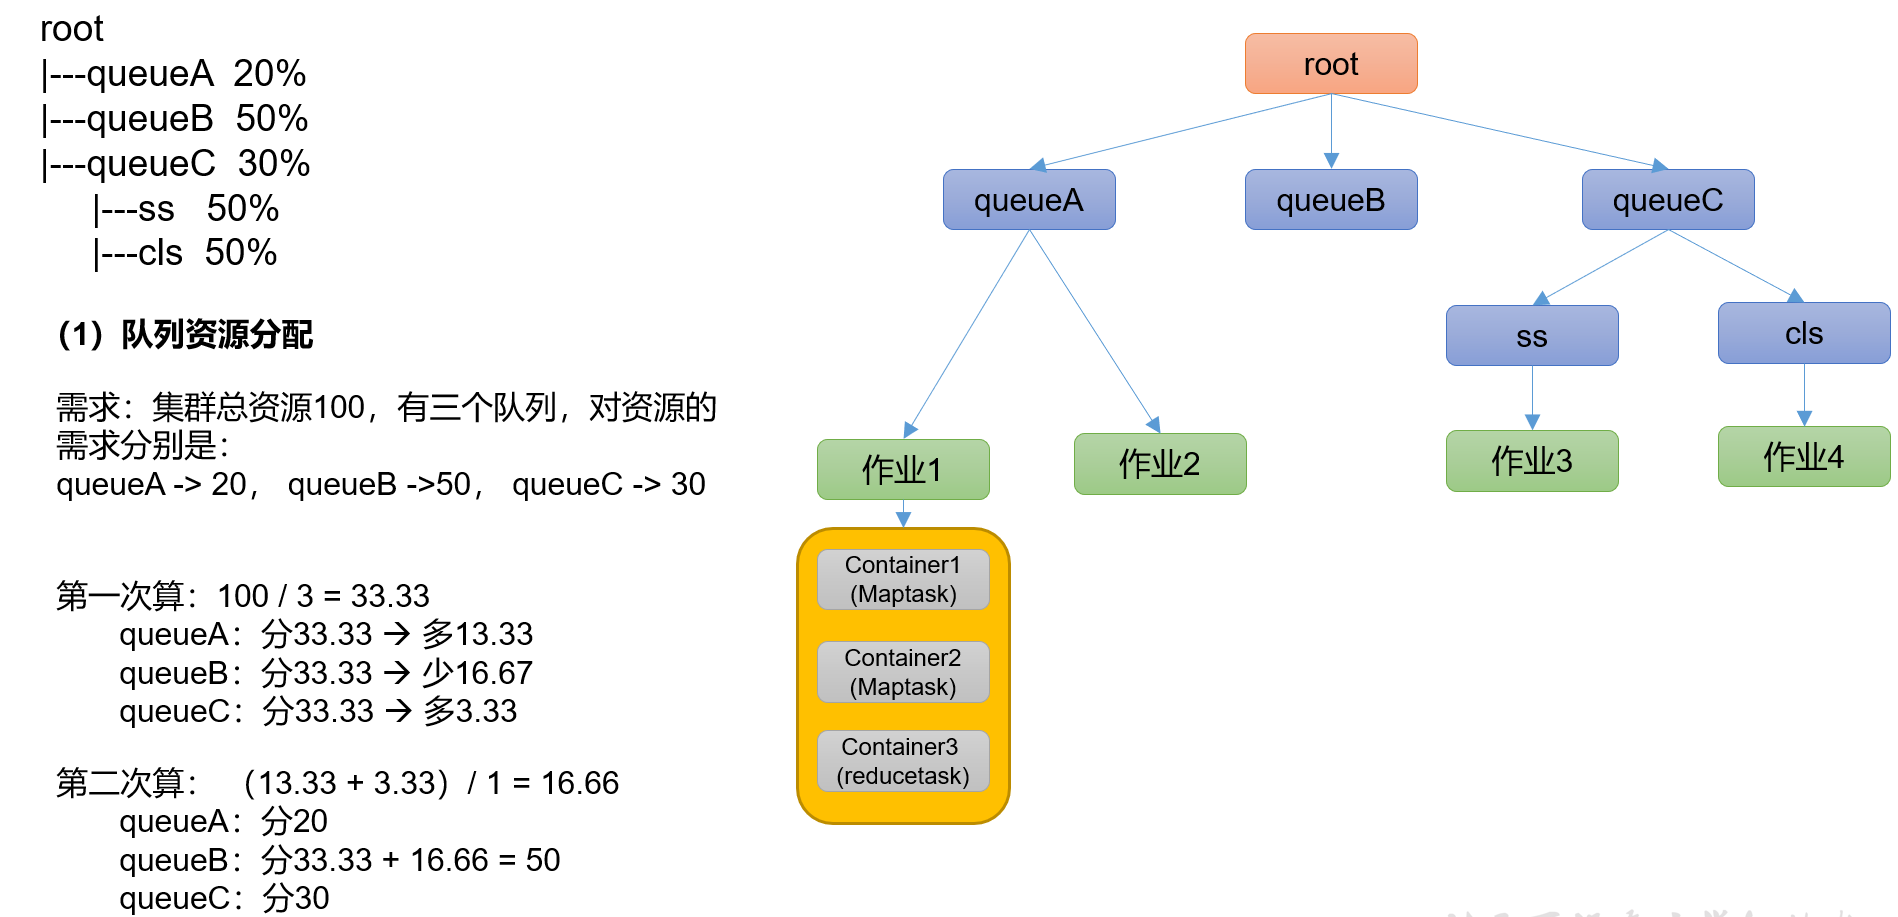 root
|---queueA 20%
|---queueB 50%
|---queueC 30%
|---ss 50%
|---cls 50%
（1）队列资源分配
需求：集群总资源100，有三个队列，对资源的
需求分别是：
queueA -> 20， queueB ->50， queueC -> 30
第一次算：100 / 3 = 33.33
queueA：分33.33 → 多13.33
queueB：分33.33 → 少16.67
queueC：分33.33 → 多3.33
第二次算： （13.33 + 3.33）/ 1 = 16.66
queueA：分20
queueB：分33.33 + 16.66 = 50
queueC：分30
root
queueA
queueB
queueC
ss
cls
作业1
作业2
作业3
作业4
Container1
(Maptask)
Container2
(Maptask)
Container3
(reducetask)